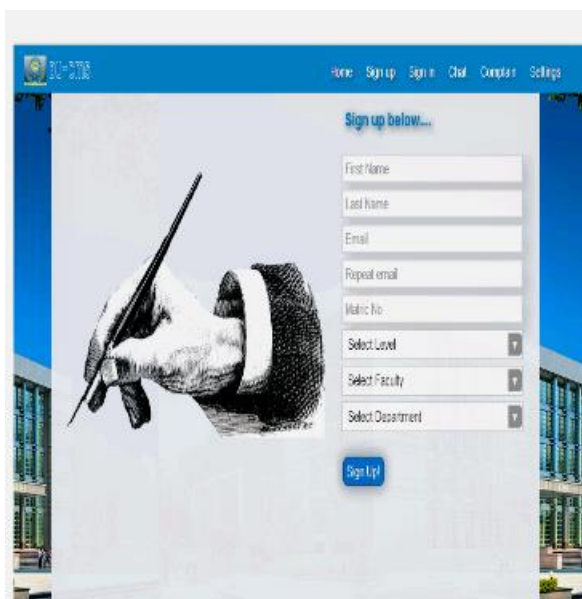 Home Sign up Sign in Chat Complain Settings
Sign up below....
First Name
Last Name
Email
Repeat email
Matric No
Select Level
Select Faculty
Select Department
Sign Up!